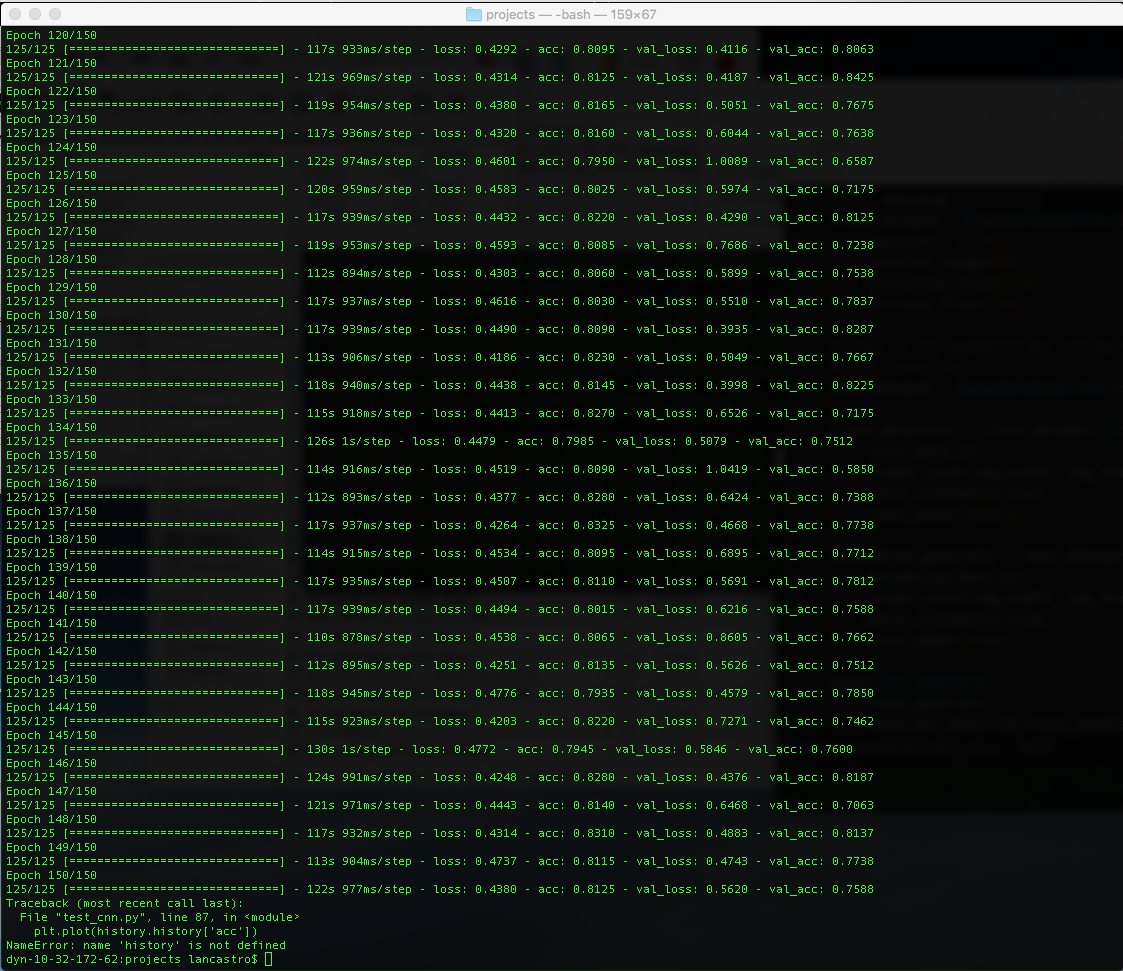 projects — -bash — 159×67
Epoch 120/150
125/125 [==============================] - 117s 933ms/step - loss: 0.4292 - acc: 0.8095 - val_loss: 0.4116 - val_acc: 0.8063
Epoch 121/150
125/125 [==============================] - 121s 969ms/step - loss: 0.4314 - acc: 0.8125 - val_loss: 0.4187 - val_acc: 0.8425
Epoch 122/150
125/125 [==============================] - 119s 954ms/step - loss: 0.4380 - acc: 0.8165 - val_loss: 0.5051 - val_acc: 0.7675
Epoch 123/150
125/125 [==============================] - 117s 936ms/step - loss: 0.4320 - acc: 0.8160 - val_loss: 0.6044 - val_acc: 0.7638
Epoch 124/150
125/125 [==============================] - 122s 974ms/step - loss: 0.4601 - acc: 0.7950 - val_loss: 1.0089 - val_acc: 0.6587
Epoch 125/150
125/125 [==============================] - 120s 959ms/step - loss: 0.4583 - acc: 0.8025 - val_loss: 0.5974 - val_acc: 0.7175
Epoch 126/150
125/125 [==============================] - 117s 939ms/step - loss: 0.4432 - acc: 0.8220 - val_loss: 0.4290 - val_acc: 0.8125
Epoch 127/150
125/125 [==============================] - 119s 953ms/step - loss: 0.4593 - acc: 0.8085 - val_loss: 0.7686 - val_acc: 0.7238
Epoch 128/150
125/125 [==============================] - 112s 894ms/step - loss: 0.4303 - acc: 0.8060 - val_loss: 0.5899 - val_acc: 0.7538
Epoch 129/150
125/125 [==============================] - 117s 937ms/step - loss: 0.4616 - acc: 0.8030 - val_loss: 0.5510 - val_acc: 0.7837
Epoch 130/150
125/125 [==============================] - 117s 939ms/step - loss: 0.4490 - acc: 0.8090 - val_loss: 0.3935 - val_acc: 0.8287
Epoch 131/150
125/125 [==============================] - 113s 906ms/step - loss: 0.4186 - acc: 0.8230 - val_loss: 0.5049 - val_acc: 0.7667
Epoch 132/150
125/125 [==============================] - 118s 940ms/step - loss: 0.4438 - acc: 0.8145 - val_loss: 0.3998 - val_acc: 0.8225
Epoch 133/150
125/125 [==============================] - 115s 918ms/step - loss: 0.4413 - acc: 0.8270 - val_loss: 0.6526 - val_acc: 0.7175
Epoch 134/150
125/125 [==============================] - 126s 1s/step - loss: 0.4479 - acc: 0.7985 - val_loss: 0.5079 - val_acc: 0.7512
Epoch 135/150
125/125 [==============================] - 114s 916ms/step - loss: 0.4519 - acc: 0.8090 - val_loss: 1.0419 - val_acc: 0.5850
Epoch 136/150
125/125 [==============================] - 112s 893ms/step - loss: 0.4377 - acc: 0.8280 - val_loss: 0.6424 - val_acc: 0.7388
Epoch 137/150
125/125 [==============================] - 117s 937ms/step - loss: 0.4264 - acc: 0.8325 - val_loss: 0.4668 - val_acc: 0.7738
Epoch 138/150
125/125 [==============================] - 114s 915ms/step - loss: 0.4534 - acc: 0.8095 - val_loss: 0.6895 - val_acc: 0.7712
Epoch 139/150
125/125 [==============================] - 117s 935ms/step - loss: 0.4507 - acc: 0.8110 - val_loss: 0.5691 - val_acc: 0.7812
Epoch 140/150
125/125 [==============================] - 117s 939ms/step - loss: 0.4494 - acc: 0.8015 - val_loss: 0.6216 - val_acc: 0.7588
Epoch 141/150
125/125 [==============================] - 110s 878ms/step - loss: 0.4538 - acc: 0.8065 - val_loss: 0.8605 - val_acc: 0.7662
Epoch 142/150
125/125 [==============================] - 112s 895ms/step - loss: 0.4251 - acc: 0.8135 - val_loss: 0.5626 - val_acc: 0.7512
Epoch 143/150
125/125 [==============================] - 118s 945ms/step - loss: 0.4776 - acc: 0.7935 - val_loss: 0.4579 - val_acc: 0.7850
Epoch 144/150
125/125 [==============================] - 115s 923ms/step - loss: 0.4203 - acc: 0.8220 - val_loss: 0.7271 - val_acc: 0.7462
Epoch 145/150
125/125 [==============================] - 130s 1s/step - loss: 0.4772 - acc: 0.7945 - val_loss: 0.5846 - val_acc: 0.7600
Epoch 146/150
125/125 [==============================] - 124s 991ms/step - loss: 0.4248 - acc: 0.8280 - val_loss: 0.4376 - val_acc: 0.8187
Epoch 147/150
125/125 [==============================] - 121s 971ms/step - loss: 0.4443 - acc: 0.8140 - val_loss: 0.6468 - val_acc: 0.7063
Epoch 148/150
125/125 [==============================] - 117s 932ms/step - loss: 0.4314 - acc: 0.8310 - val_loss: 0.4883 - val_acc: 0.8137
Epoch 149/150
125/125 [==============================] - 113s 904ms/step - loss: 0.4737 - acc: 0.8115 - val_loss: 0.4743 - val_acc: 0.7738
Epoch 150/150
125/125 [==============================] - 122s 977ms/step - loss: 0.4380 - acc: 0.8125 - val_loss: 0.5620 - val_acc: 0.7588
Traceback (most recent call last):
  File "test_cnn.py", line 87, in <module>
    plt.plot(history.history['acc'])
NameError: name 'history' is not defined
dyn-10-32-172-62:projects lancastro$